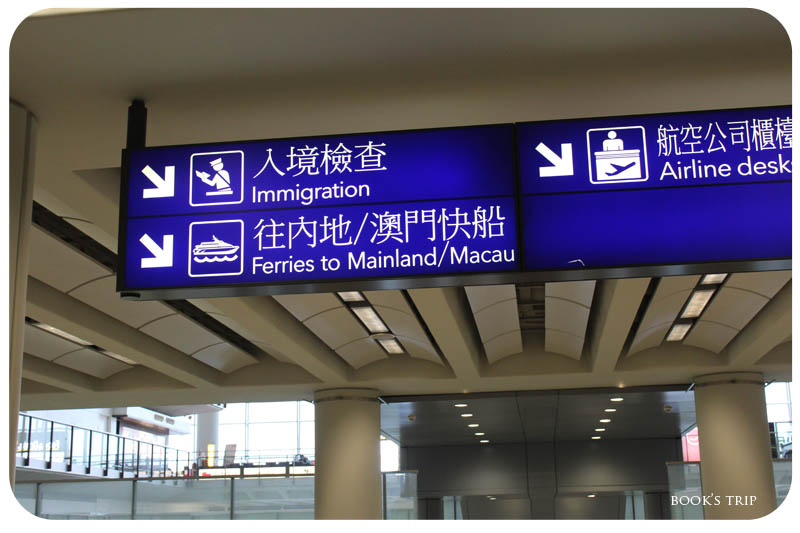 入境檢查
Immigration
往內地/澳門快船
Ferries to Mainland/Macau
航空公司櫃檯
Airline desks
BOOK'S TRIP